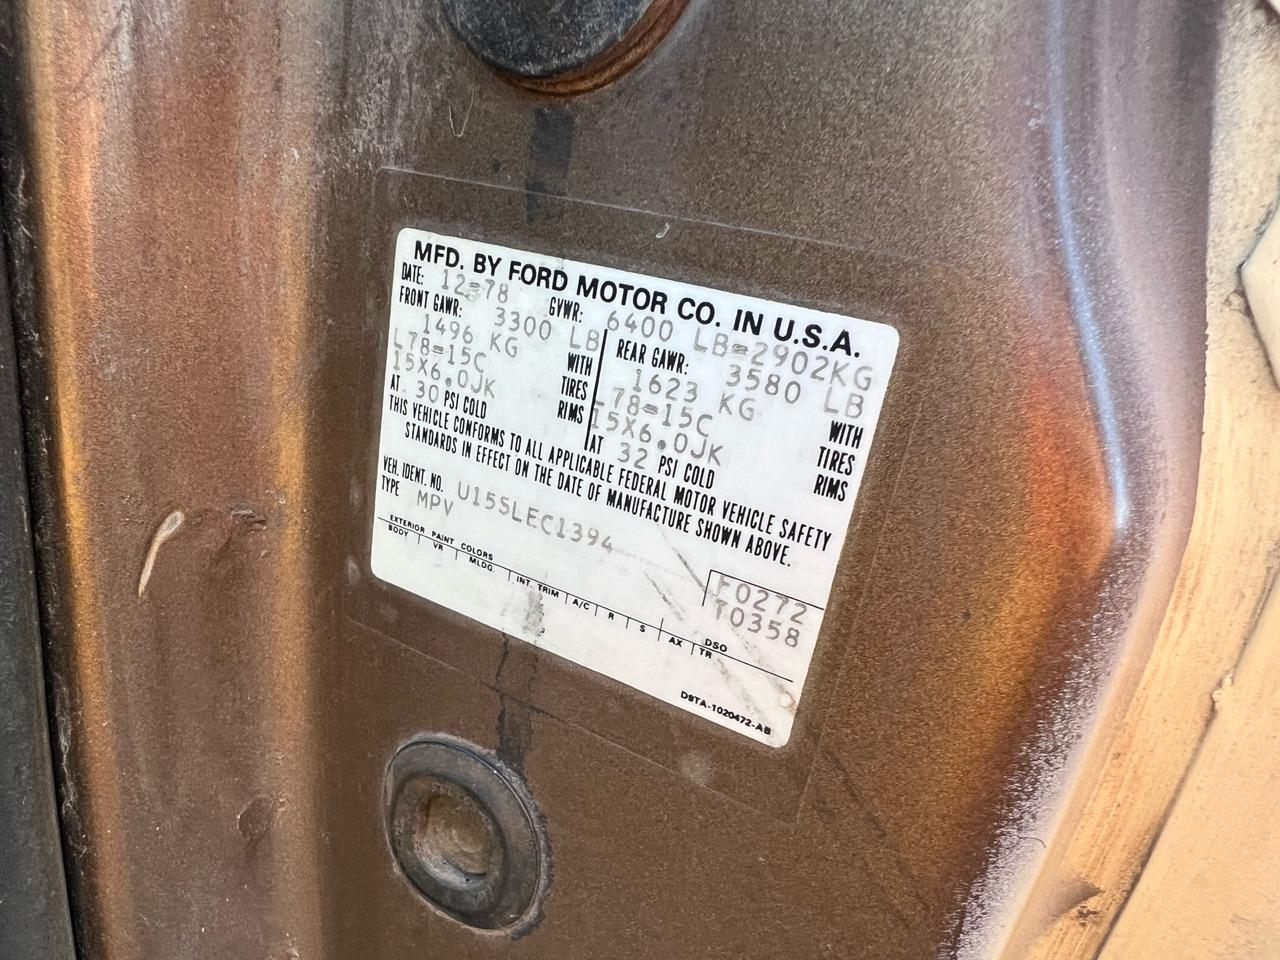 MFD. BY FORD MOTOR CO. IN U.S.A.
DATE: 12=78 GVWR: 6400 LB=2902KG
FRONT GAWR: 3300 LB
1496 KG WITH
L78=15C TIRES
15X6.0JK RIMS
AT 30 PSI COLD
REAR GAWR: 3580 LB
1623 KG WITH
L78=15C TIRES
15X6.0JK RIMS
AT 32 PSI COLD
THIS VEHICLE CONFORMS TO ALL APPLICABLE FEDERAL MOTOR VEHICLE SAFETY
STANDARDS IN EFFECT ON THE DATE OF MANUFACTURE SHOWN ABOVE.
VEH. IDENT. NO. U15SLEC1394
TYPE MPV
F0272
T0358
EXTERIOR PAINT COLORS DSO
BODY VR MLDG. INT. TRIM A/C R S AX TR
D8TA-1020472-AB